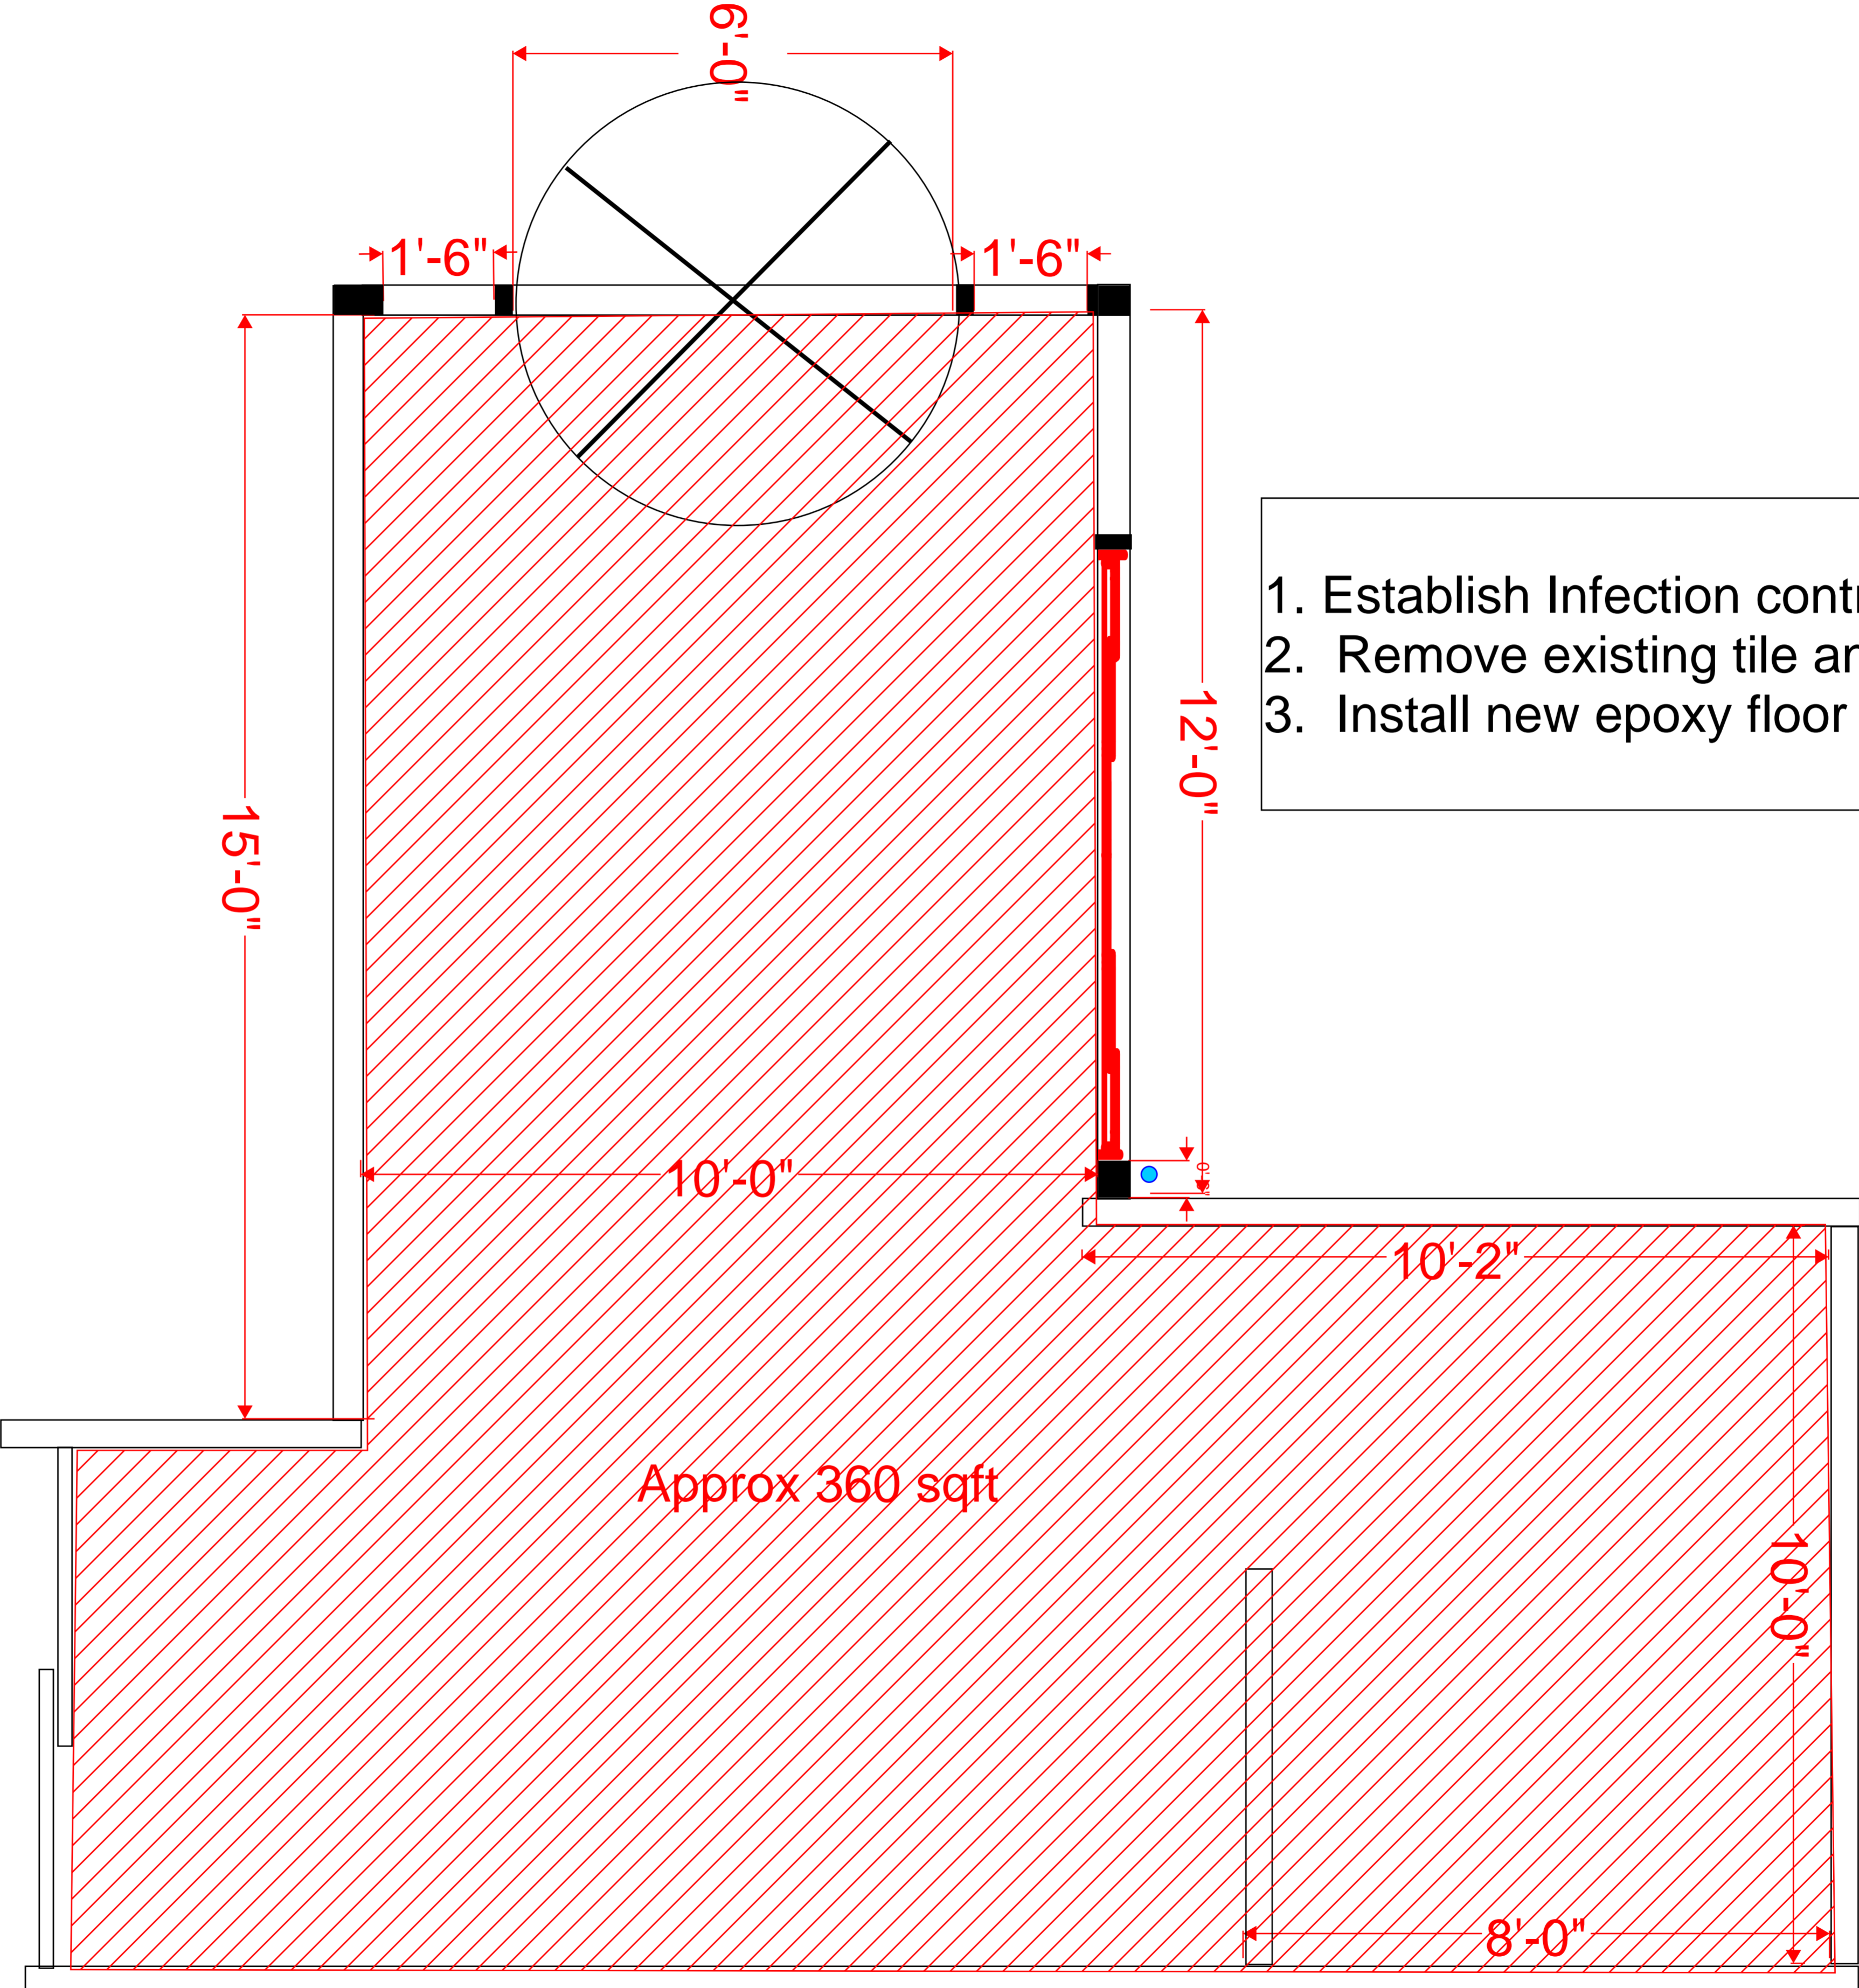 6'-0"
1'-6"
1'-6"
1. Establish Infection contr
2. Remove existing tile an
3. Install new epoxy floor
12'-0"
15'-0"
10'-0"
10'-2"
Approx 360 sqft
10'-0"
8'-0"